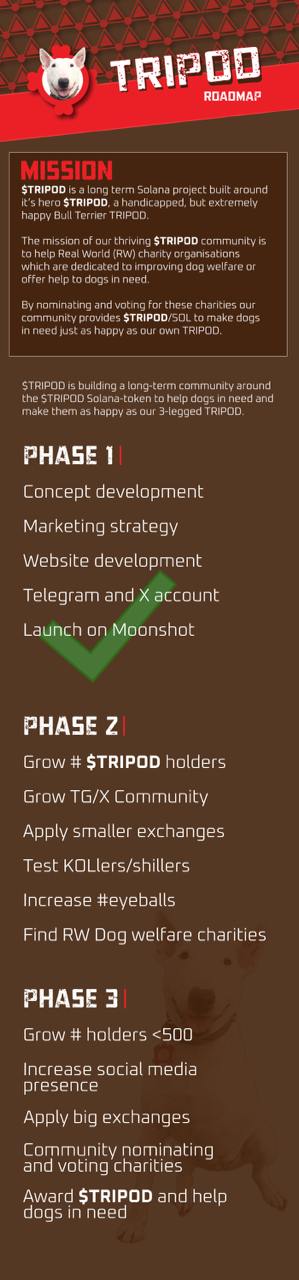 TRIPOD
ROADMAP
MISSION
$TRIPOD is a long term Solana project built around
it's hero $TRIPOD, a handicapped, but extremely
happy Bull Terrier TRIPOD.
The mission of our thriving $TRIPOD community is
to help Real World (RW) charity organisations
which are dedicated to improving dog welfare or
offer help to dogs in need.
By nominating and voting for these charities our
community provides $TRIPOD/SOL to make dogs
in need just as happy as our own TRIPOD.
$TRIPOD is building a long-term community around
the $TRIPOD Solana-token to help dogs in need and
make them as happy as our 3-legged TRIPOD.
PHASE 1
Concept development
Marketing strategy
Website development
Telegram and X account
Launch on Moonshot
PHASE 2
Grow # $TRIPOD holders
Grow TG/X Community
Apply smaller exchanges
Test KOLlers/shillers
Increase #eyeballs
Find RW Dog welfare charities
PHASE 3
Grow # holders <500
Increase social media
presence
Apply big exchanges
Community nominating
and voting charities
Award $TRIPOD and help
dogs in need